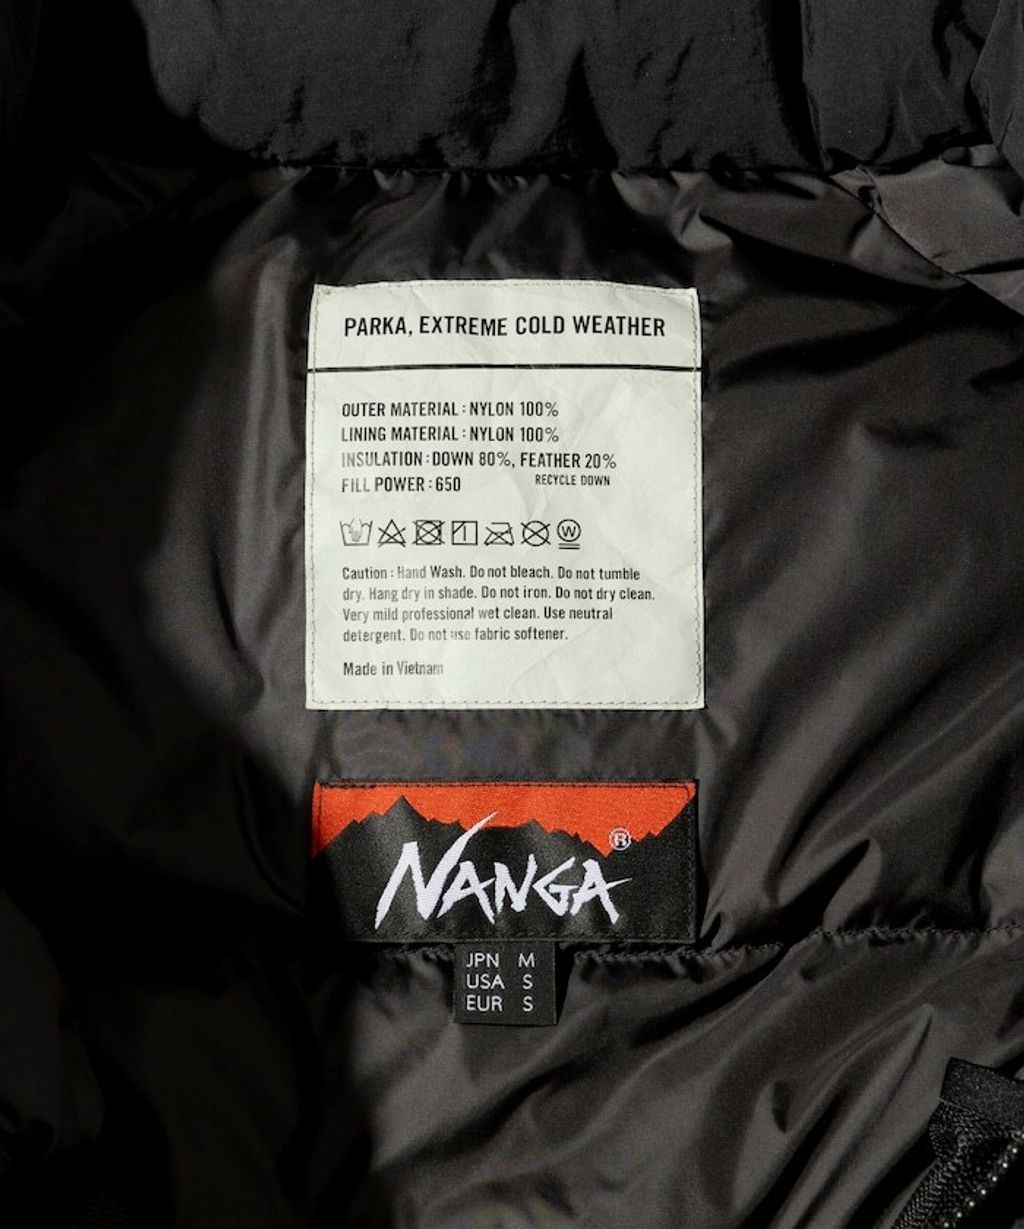 PARKA, EXTREME COLD WEATHER
OUTER MATERIAL : NYLON 100%
LINING MATERIAL : NYLON 100%
INSULATION : DOWN 80%, FEATHER 20%
FILL POWER : 650 RECYCLE DOWN
W
Caution : Hand Wash. Do not bleach. Do not tumble
dry. Hang dry in shade. Do not iron. Do not dry clean.
Very mild professional wet clean. Use neutral
detergent. Do not use fabric softener.
Made in Vietnam
NANGA®
JPN M
USA S
EUR S